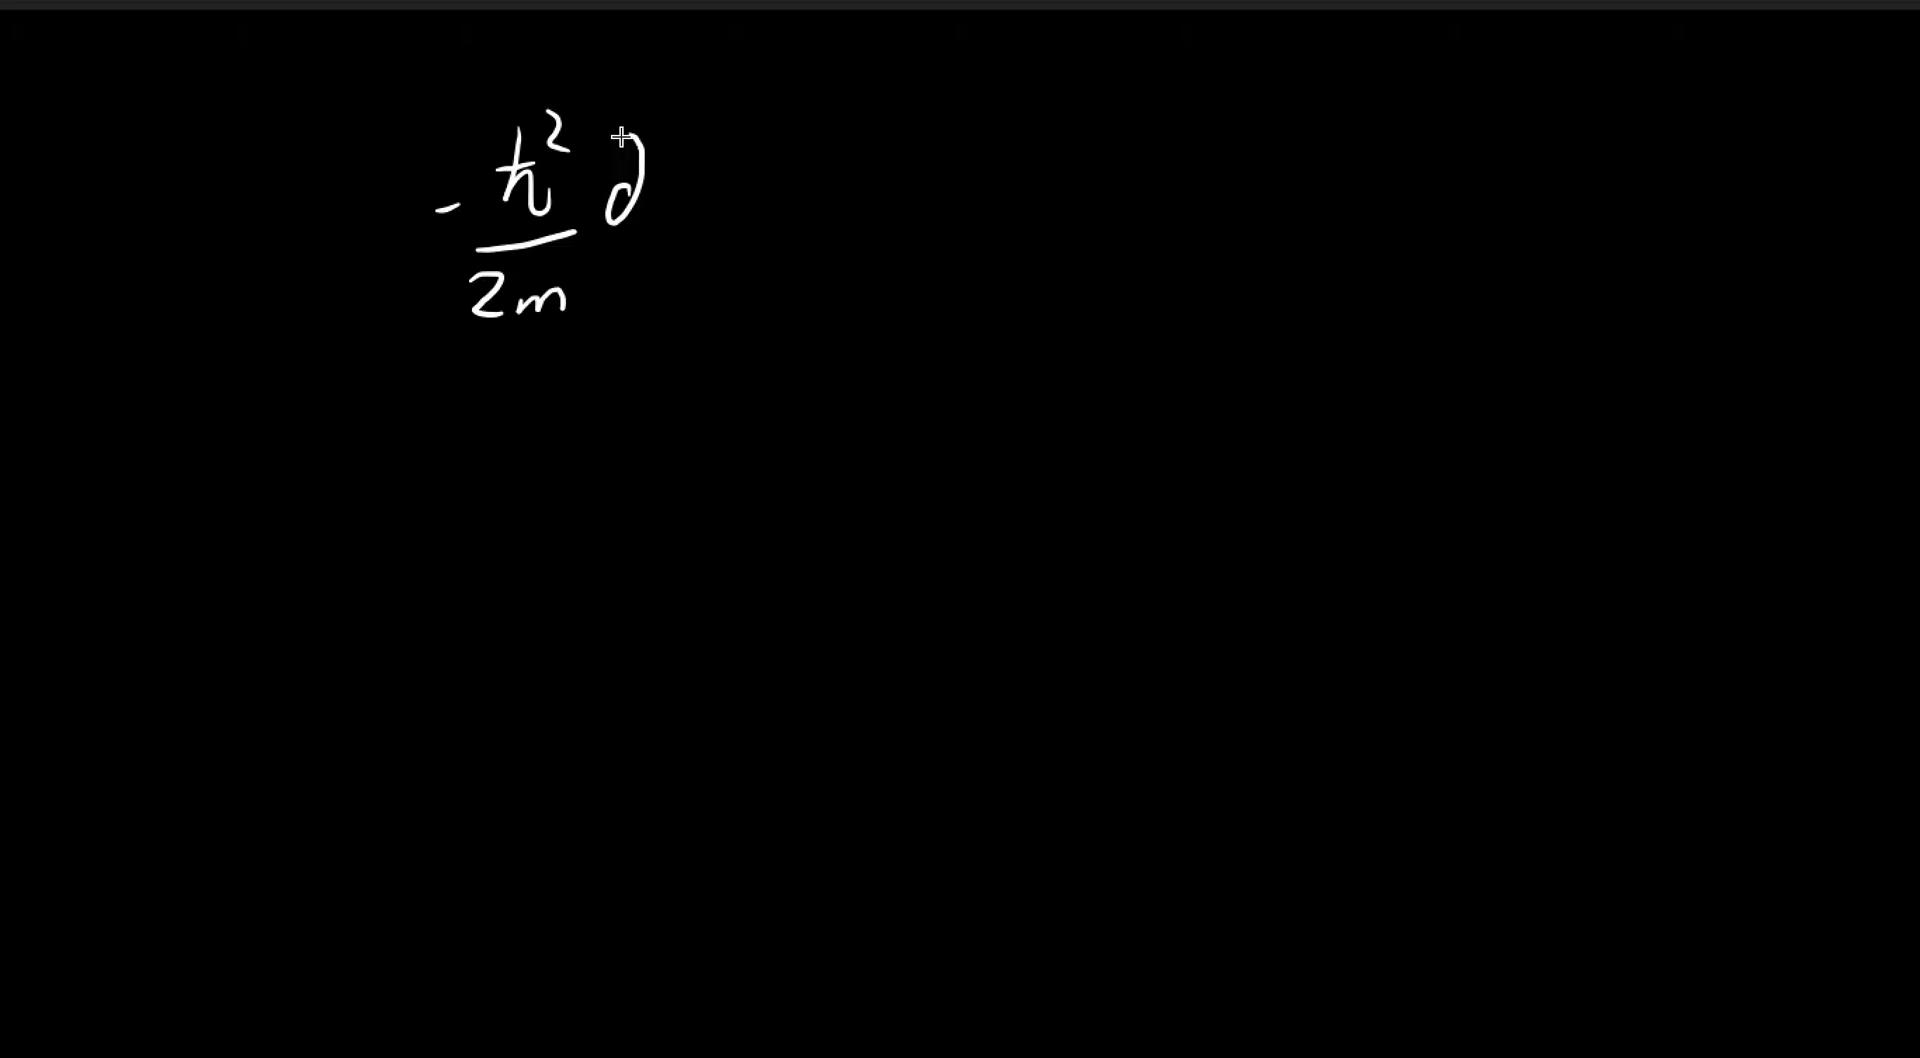 - ħ² ∂
2m